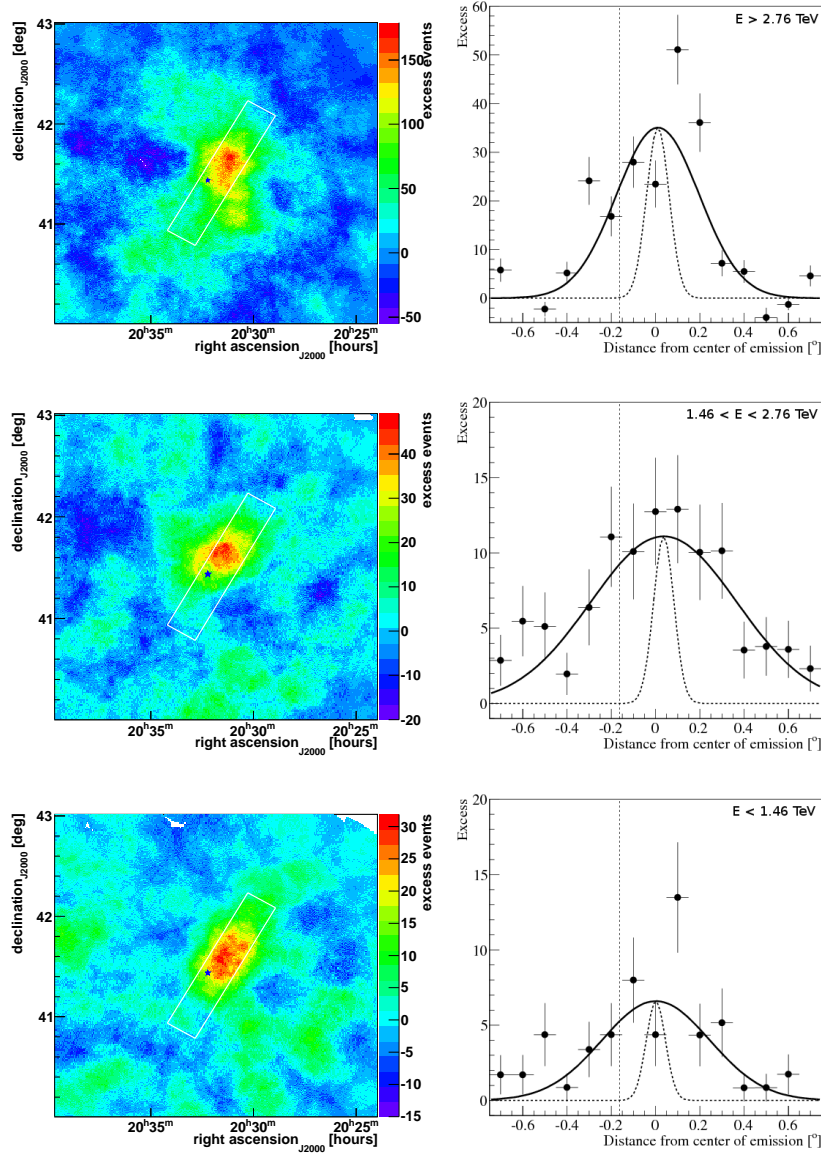 43
42
41
declination J2000 [deg]
20h35m 20h30m 20h25m
right ascension J2000 [hours]
150
100
50
0
-50
excess events
60
50
40
30
20
10
0
Excess
E > 2.76 TeV
-0.6 -0.4 -0.2 0 0.2 0.4 0.6
Distance from center of emission [°]
43
42
41
declination J2000 [deg]
20h35m 20h30m 20h25m
right ascension J2000 [hours]
40
30
20
10
0
-10
-20
excess events
20
15
10
5
0
Excess
1.46 < E < 2.76 TeV
-0.6 -0.4 -0.2 0 0.2 0.4 0.6
Distance from center of emission [°]
43
42
41
declination J2000 [deg]
20h35m 20h30m 20h25m
right ascension J2000 [hours]
30
25
20
15
10
5
0
-5
-10
-15
excess events
20
15
10
5
0
Excess
E < 1.46 TeV
-0.6 -0.4 -0.2 0 0.2 0.4 0.6
Distance from center of emission [°]